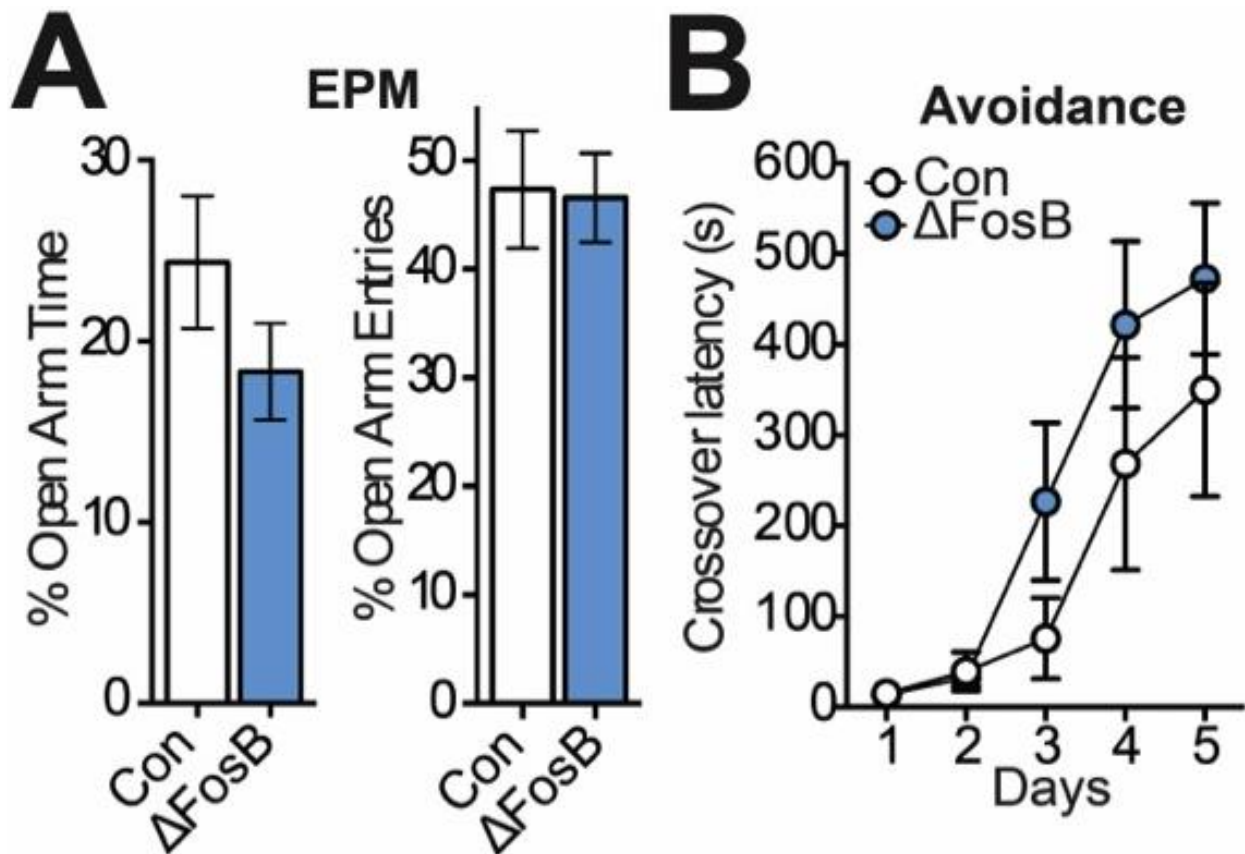 A
EPM
% Open Arm Time
30
20
10
0
Con
ΔFosB
% Open Arm Entries
50
40
30
20
10
0
Con
ΔFosB
B
Avoidance
Crossover latency (s)
600
500
400
300
200
100
0
Con
ΔFosB
1 2 3 4 5
Days